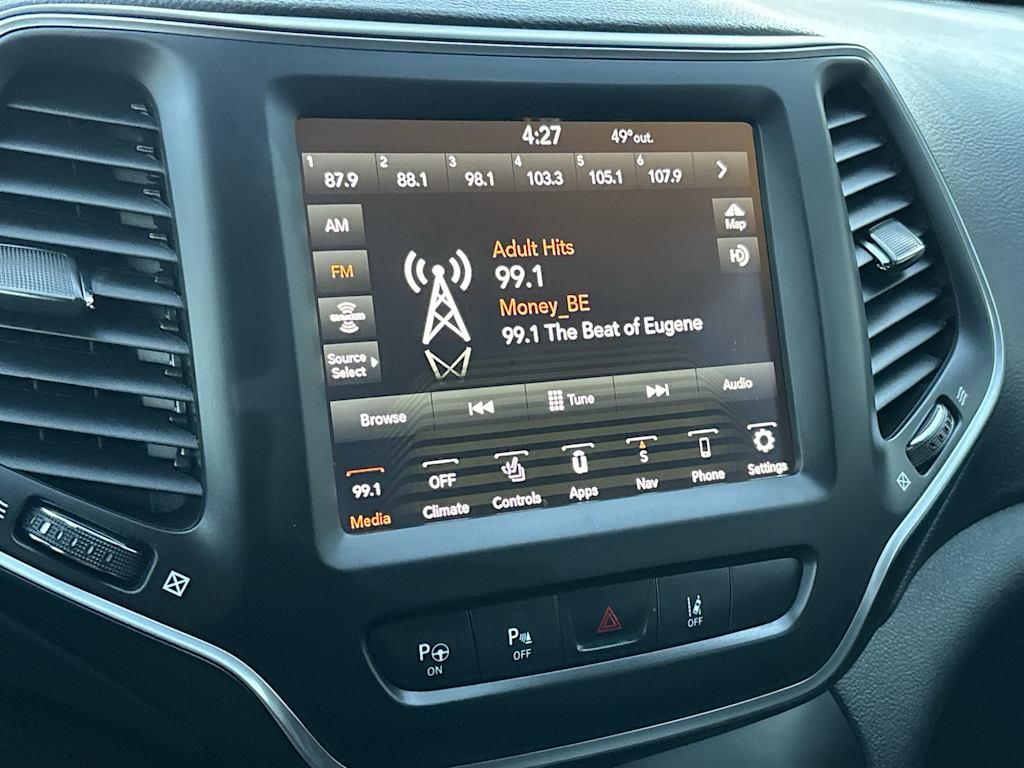 4:27 49° out.
1 2 3 4 5 6
87.9 88.1 98.1 103.3 105.1 107.9
AM
Map
FM
HD
SiriusXM
Source
Select
Adult Hits
99.1
Money_BE
99.1 The Beat of Eugene
Browse Tune Audio
99.1 OFF S
Media Climate Controls Apps Nav Phone Settings
P ON
P OFF
OFF